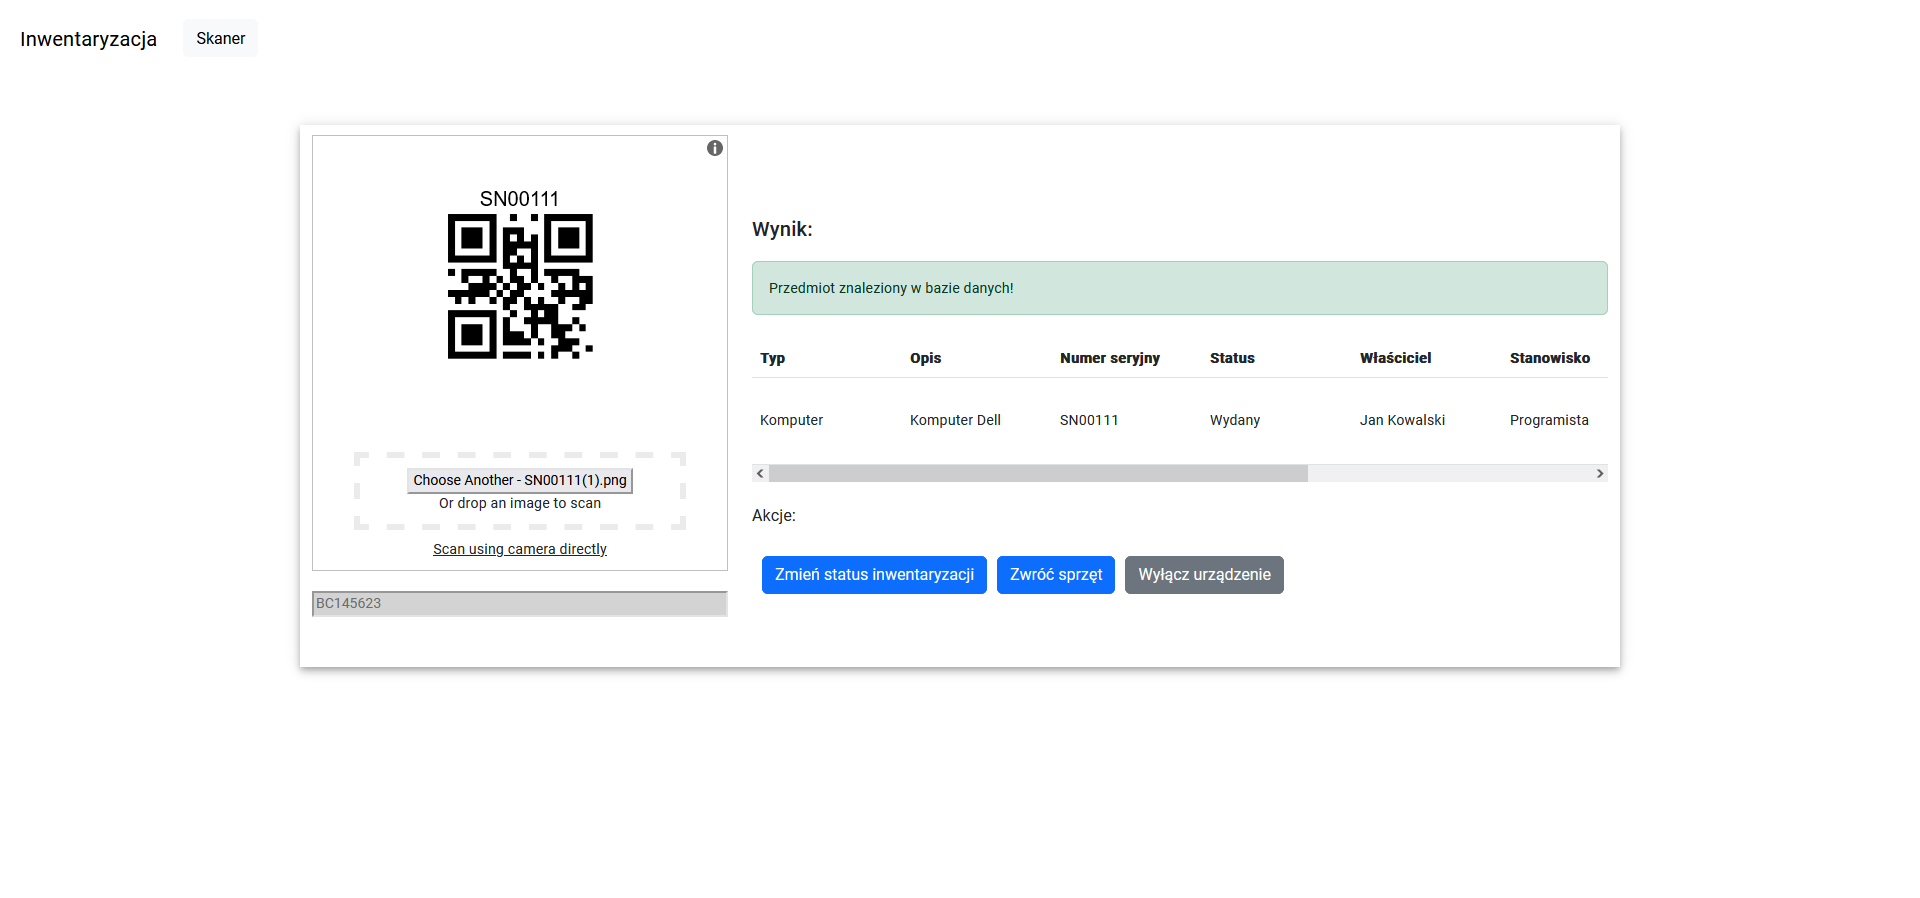 Inwentaryzacja Skaner
SN00111
Choose Another - SN00111(1).png
Or drop an image to scan
Scan using camera directly
BC145623
Wynik:
Przedmiot znaleziony w bazie danych!
Typ Opis Numer seryjny Status Właściciel Stanowisko
Komputer Komputer Dell SN00111 Wydany Jan Kowalski Programista
Akcje:
Zmień status inwentaryzacji Zwróć sprzęt Wyłącz urządzenie